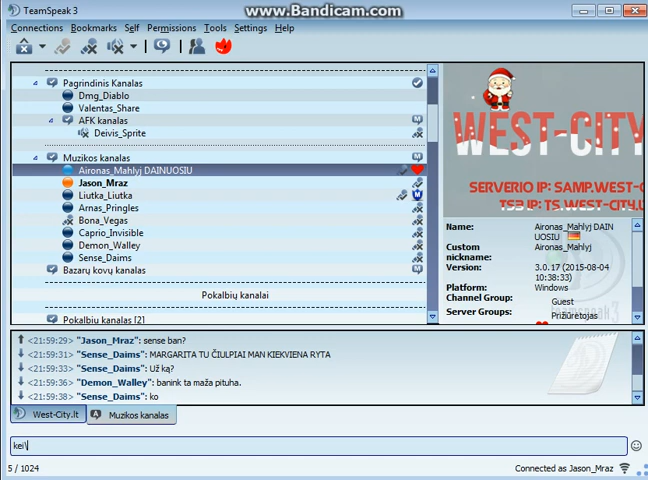 TeamSpeak 3
www.Bandicam.com
Connections Bookmarks Self Permissions Tools Settings Help
Pagrindinis Kanalas
Dmg_Diablo
Valentas_Share
AFK kanalas
Deivis_Sprite
Muzikos kanalas
Aironas_Mahlyj DAINUOSIU
Jason_Mraz
Liutka_Liutka
Arnas_Pringles
Bona_Vegas
Caprio_Invisible
Demon_Walley
Sense_Daims
Bazarų kovų kanalas
Pokalbių kanalai
Pokalbių kanalas [2]
WEST-CITY
SERVERIO IP: SAMP.WEST-C
TS3 IP: TS.WEST-CITY.L
Name: Aironas_Mahlyj DAIN
UOSIU
Custom nickname: Aironas_Mahlyj
Version: 3.0.17 (2015-08-04
10:38:33)
Platform: Windows
Channel Group: Guest
Server Groups: Prižiūrėtojas
teamspeak3
<21:59:29> "Jason_Mraz": sense ban?
<21:59:31> "Sense_Daims": MARGARITA TU ČIULPIAI MAN KIEKVIENA RYTA
<21:59:33> "Sense_Daims": Už ką?
<21:59:36> "Demon_Walley": banink ta maža pituha.
<21:59:38> "Sense_Daims": ko
West-City.lt
Muzikos kanalas
kei\
5 / 1024
Connected as Jason_Mraz